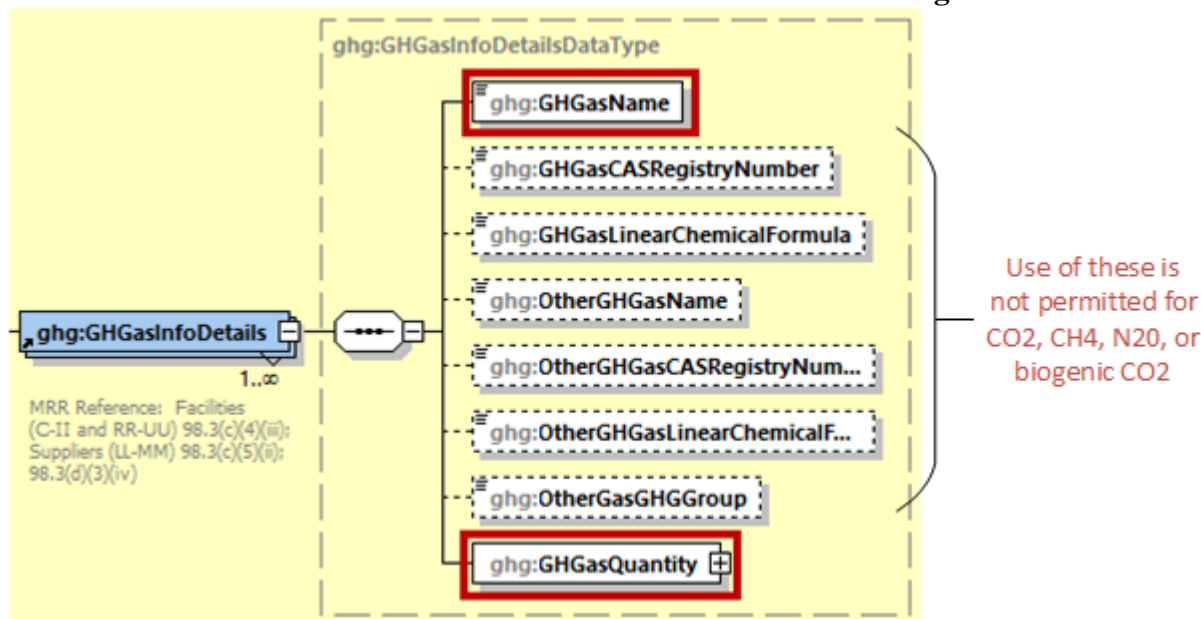 g
ghg:GHGasInfoDetailsDataType
ghg:GHGasName
ghg:GHGasCASRegistryNumber
ghg:GHGasLinearChemicalFormula
ghg:OtherGHGasName
ghg:OtherGHGasCASRegistryNum...
ghg:OtherGHGasLinearChemicalF...
ghg:OtherGasGHGGroup
ghg:GHGasQuantity
ghg:GHGasInfoDetails
1..∞
MRR Reference: Facilities
(C-II and RR-UU) 98.3(c)(4)(iii);
Suppliers (LL-MM) 98.3(c)(5)(ii);
98.3(d)(3)(iv)
Use of these is
not permitted for
CO2, CH4, N20, or
biogenic CO2